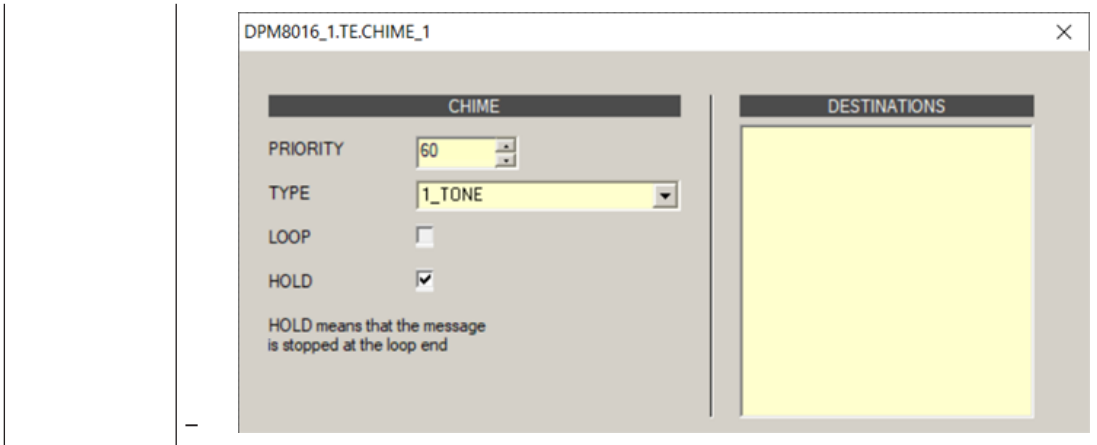 DPM8016_1.TE.CHIME_1
CHIME
PRIORITY 60
TYPE 1_TONE
LOOP
HOLD
HOLD means that the message
is stopped at the loop end
DESTINATIONS
–